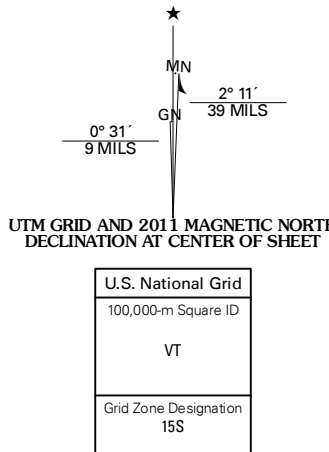 ★
MN
GN
2° 11´
39 MILS
0° 31´
9 MILS
UTM GRID AND 2011 MAGNETIC NORTH
DECLINATION AT CENTER OF SHEET
U.S. National Grid
100,000-m Square ID
VT
Grid Zone Designation
15S